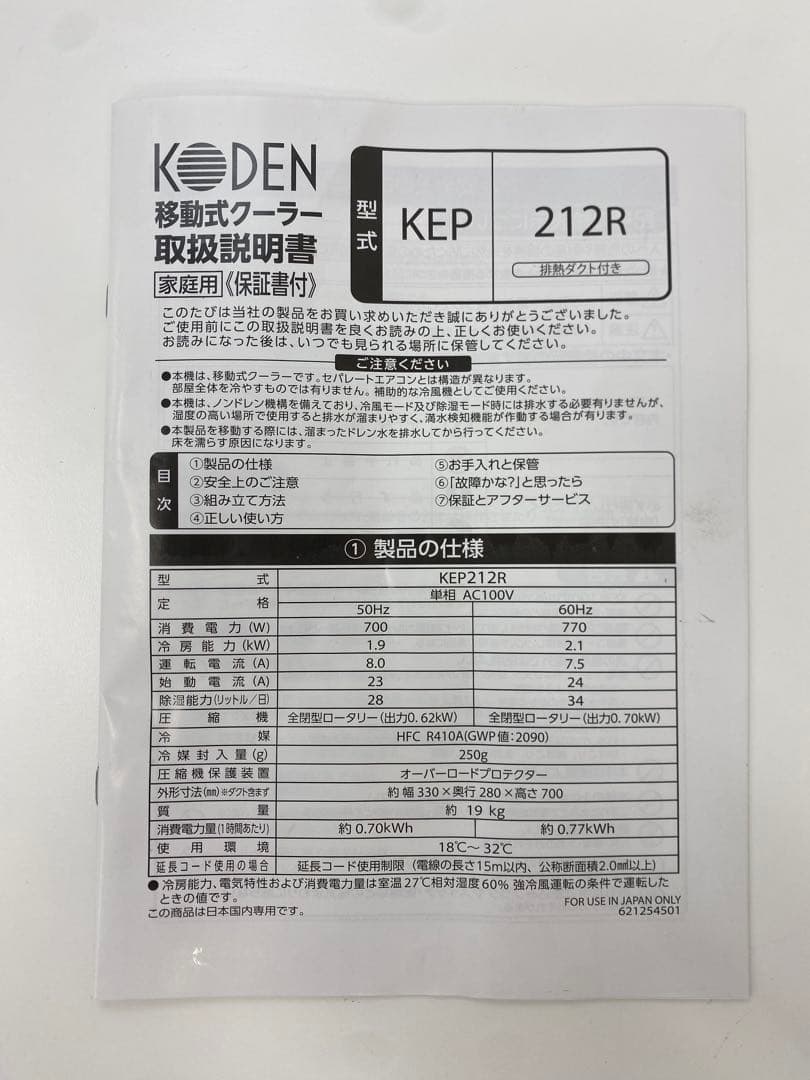 KODEN
移動式クーラー
取扱説明書
家庭用《保証書付》
型式 KEP 212R
排熱ダクト付き
このたびは当社の製品をお買い求めいただき誠にありがとうございました。
ご使用前にこの取扱説明書を良くお読みの上、正しくお使いください。
お読みになった後は、いつでも見られる場所に保管してください。
ご注意ください
●本機は、移動式クーラーです。セパレートエアコンとは構造が異なります。
部屋全体を冷やすものでは有りません。補助的な冷風機としてご使用ください。
●本機は、ノンドレン機構を備えており、冷風モード及び除湿モード時には排水する必要有りませんが、
湿度の高い場所で使用すると排水が溜まりやすく、満水検知機能が作動する場合が有ります。
●本製品を移動する際には、溜まったドレン水を排水してから行ってください。
床を濡らす原因になります。
目次
①製品の仕様
②安全上のご注意
③組み立て方法
④正しい使い方
⑤お手入れと保管
⑥「故障かな?」と思ったら
⑦保証とアフターサービス
① 製品の仕様
型式 KEP212R
定格 単相 AC100V
50Hz 60Hz
消費電力(W) 700 770
冷房能力(kW) 1.9 2.1
運転電流(A) 8.0 7.5
始動電流(A) 23 24
除湿能力(リットル/日) 28 34
圧縮機 全閉型ロータリー(出力0.62kW) 全閉型ロータリー(出力0.70kW)
冷媒 HFC R410A(GWP値:2090)
冷媒封入量(g) 250g
圧縮機保護装置 オーバーロードプロテクター
外形寸法(mm)※ダクト含まず 約幅330×奥行280×高さ700
質量 約 19 kg
消費電力量(1時間あたり) 約0.70kWh 約0.77kWh
使用環境 18℃~32℃
延長コード使用の場合 延長コード使用制限(電線の長さ15m以内、公称断面積2.0㎟以上)
●冷房能力、電気特性および消費電力量は室温27℃相対湿度60% 強冷風運転の条件で運転した
ときの値です。
この商品は日本国内専用です。
FOR USE IN JAPAN ONLY
621254501